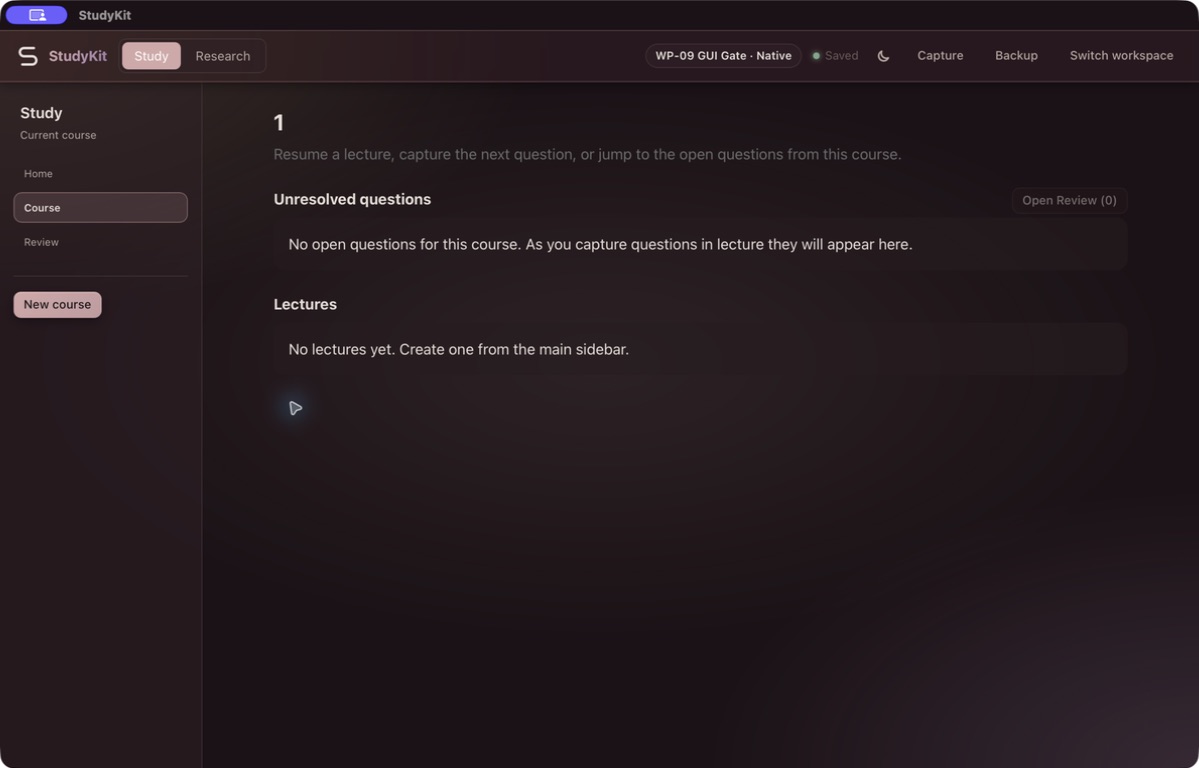 StudyKit
StudyKit
Study
Research
WP-09 GUI Gate · Native
Saved
Capture
Backup
Switch workspace
Study
Current course
Home
Course
Review
New course
1
Resume a lecture, capture the next question, or jump to the open questions from this course.
Unresolved questions
Open Review (0)
No open questions for this course. As you capture questions in lecture they will appear here.
Lectures
No lectures yet. Create one from the main sidebar.